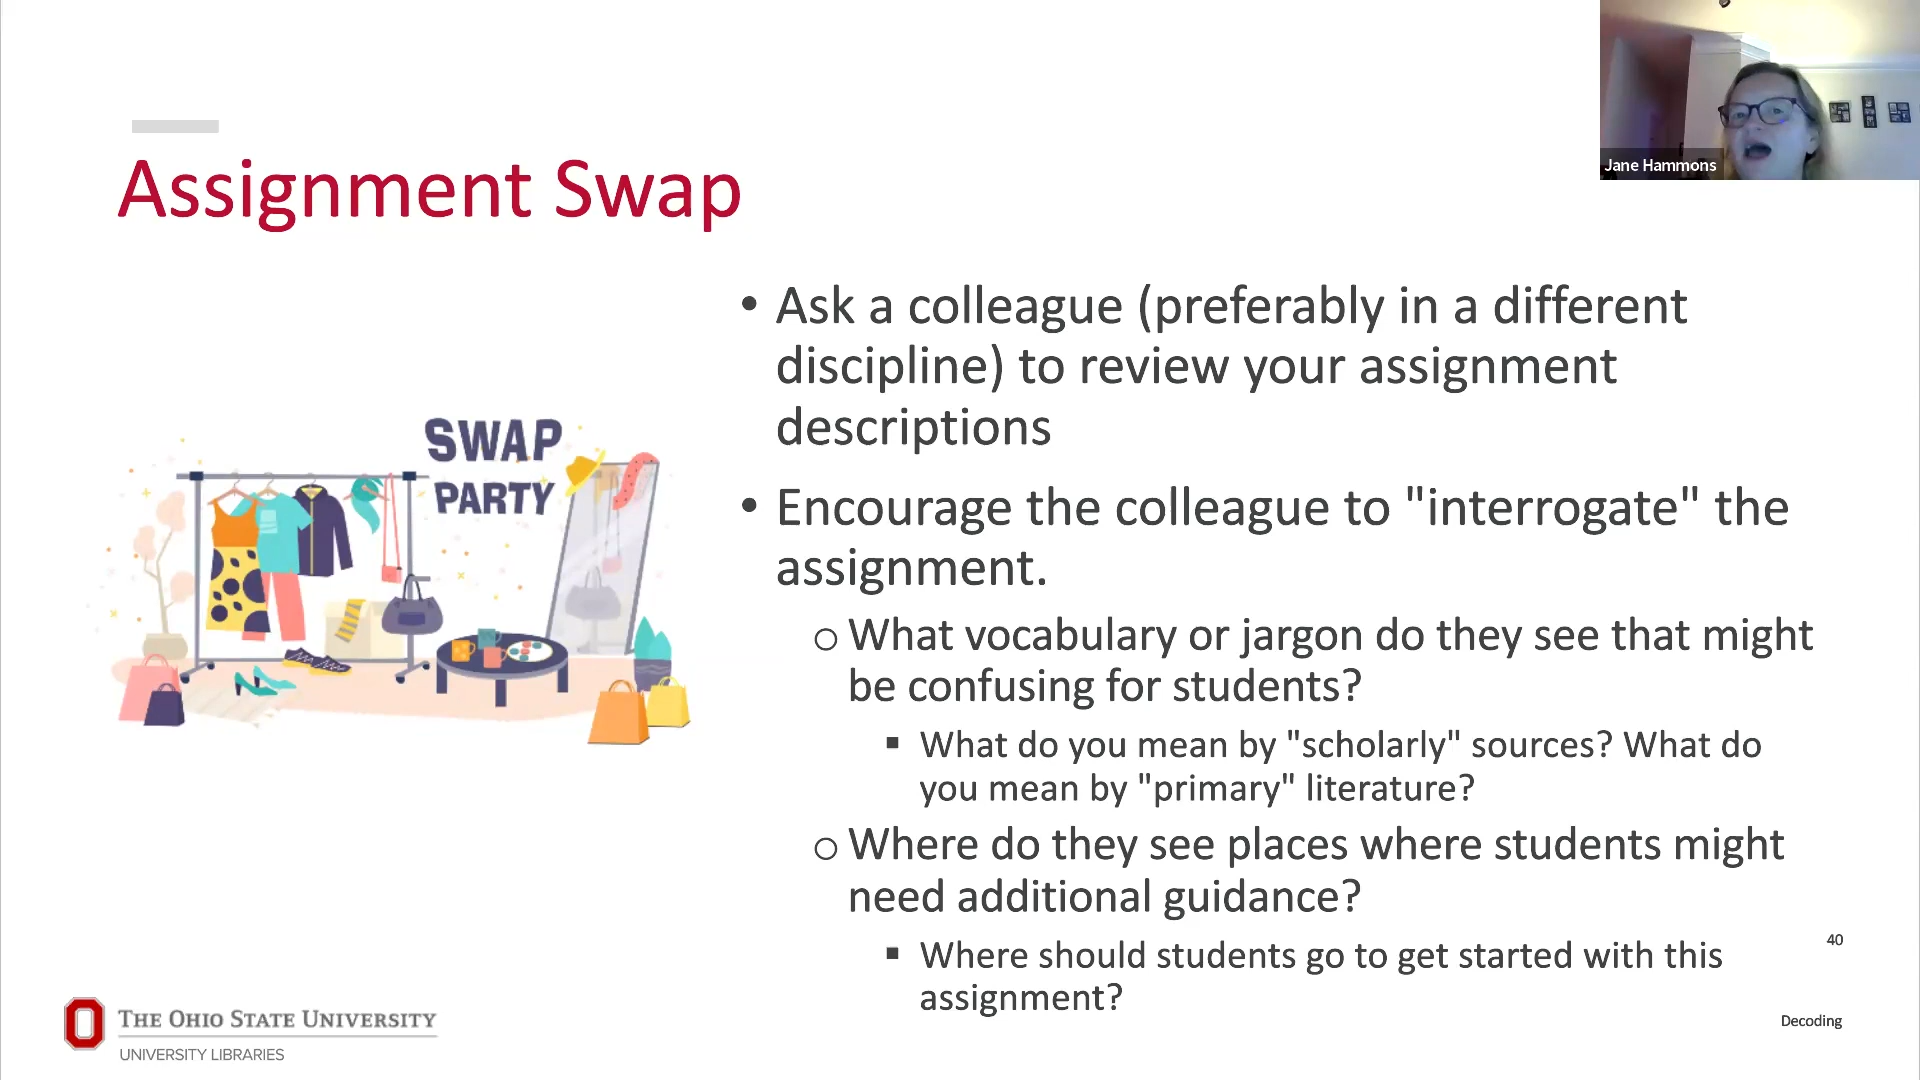 Jane Hammons
Assignment Swap
• Ask a colleague (preferably in a different
discipline) to review your assignment
descriptions
• Encourage the colleague to "interrogate" the
assignment.
o What vocabulary or jargon do they see that might
be confusing for students?
▪ What do you mean by "scholarly" sources? What do
you mean by "primary" literature?
o Where do they see places where students might
need additional guidance?
▪ Where should students go to get started with this
assignment?
SWAP
PARTY
40
Decoding
THE OHIO STATE UNIVERSITY
UNIVERSITY LIBRARIES